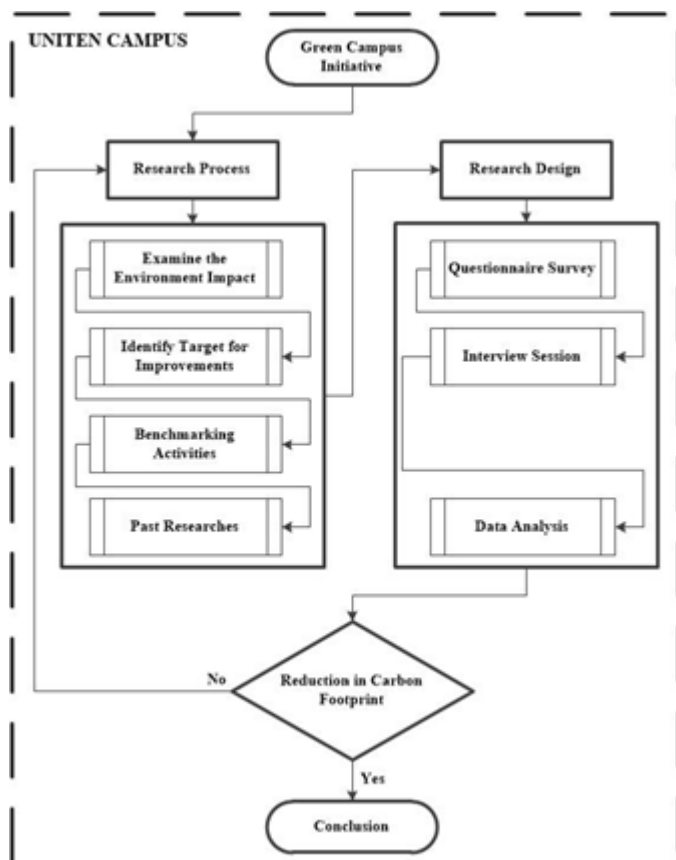 UNITEN CAMPUS
Green Campus
Initiative
Research Process
Examine the
Environment Impact
Identify Target for
Improvements
Benchmarking
Activities
Past Researches
Research Design
Questionnaire Survey
Interview Session
Data Analysis
Reduction in Carbon
Footprint
No
Yes
Conclusion